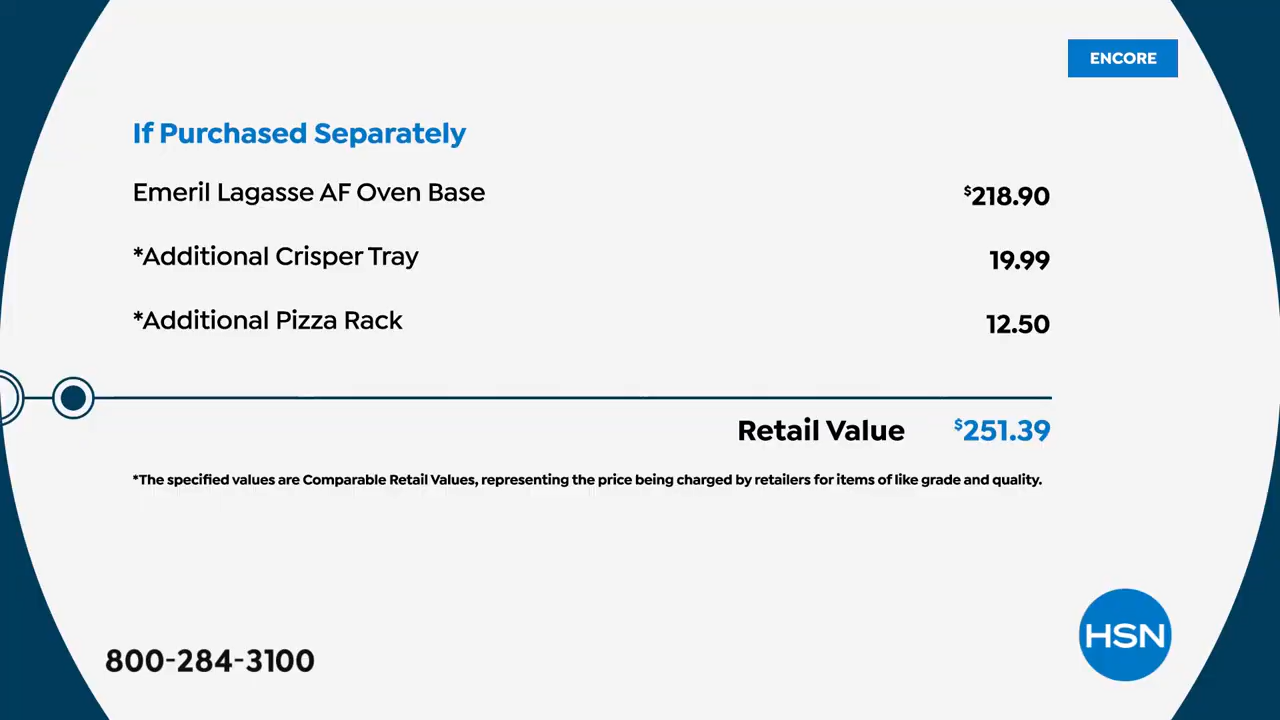 ENCORE
If Purchased Separately
Emeril Lagasse AF Oven Base $218.90
*Additional Crisper Tray 19.99
*Additional Pizza Rack 12.50
Retail Value $251.39
*The specified values are Comparable Retail Values, representing the price being charged by retailers for items of like grade and quality.
HSN
800-284-3100